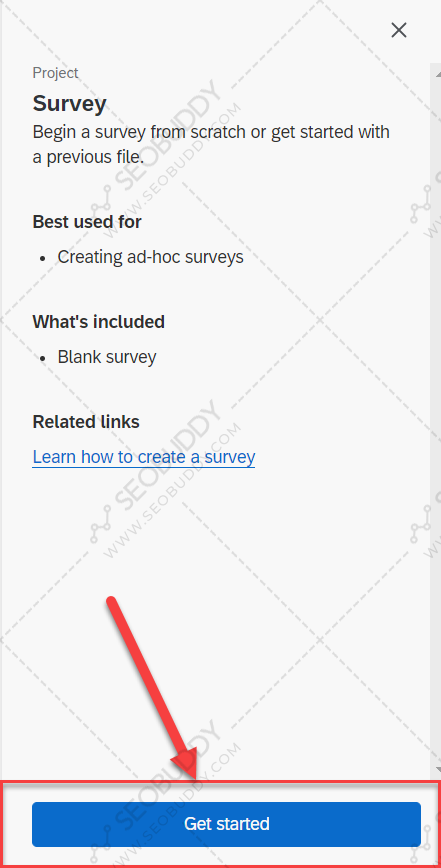 Project
Survey
Begin a survey from scratch or get started with
a previous file.
Best used for
• Creating ad-hoc surveys
What's included
• Blank survey
Related links
Learn how to create a survey
Get started
SEOBUDDY
WWW.SEOBUDDY.COM
SEOBUDDY
WWW.SEOBUDDY.COM
SEOBUDDY
WWW.SEOBUDDY.COM